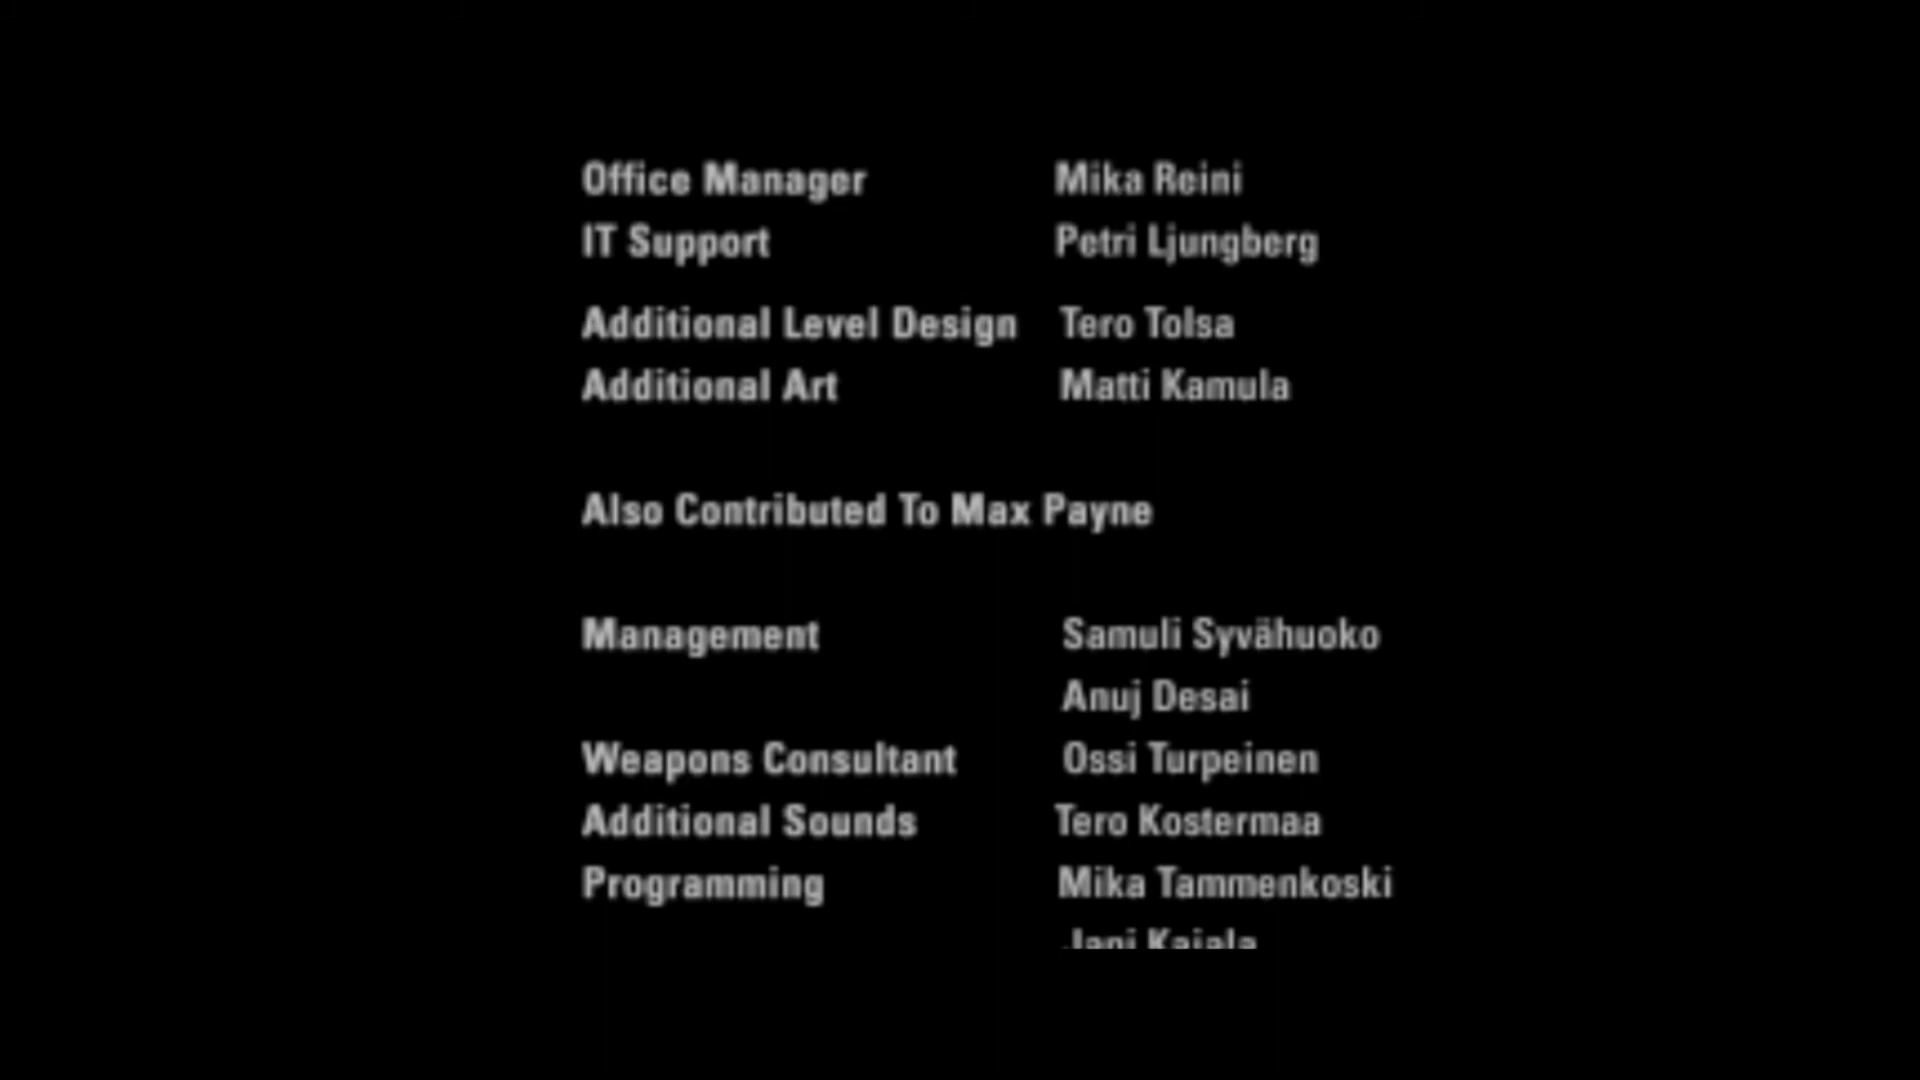 Office Manager Mika Reini
IT Support Petri Ljungberg
Additional Level Design Tero Tolsa
Additional Art Matti Kamula
Also Contributed To Max Payne
Management Samuli Syvähuoko
Anuj Desai
Weapons Consultant Ossi Turpeinen
Additional Sounds Tero Kostermaa
Programming Mika Tammenkoski
Jani Kajala